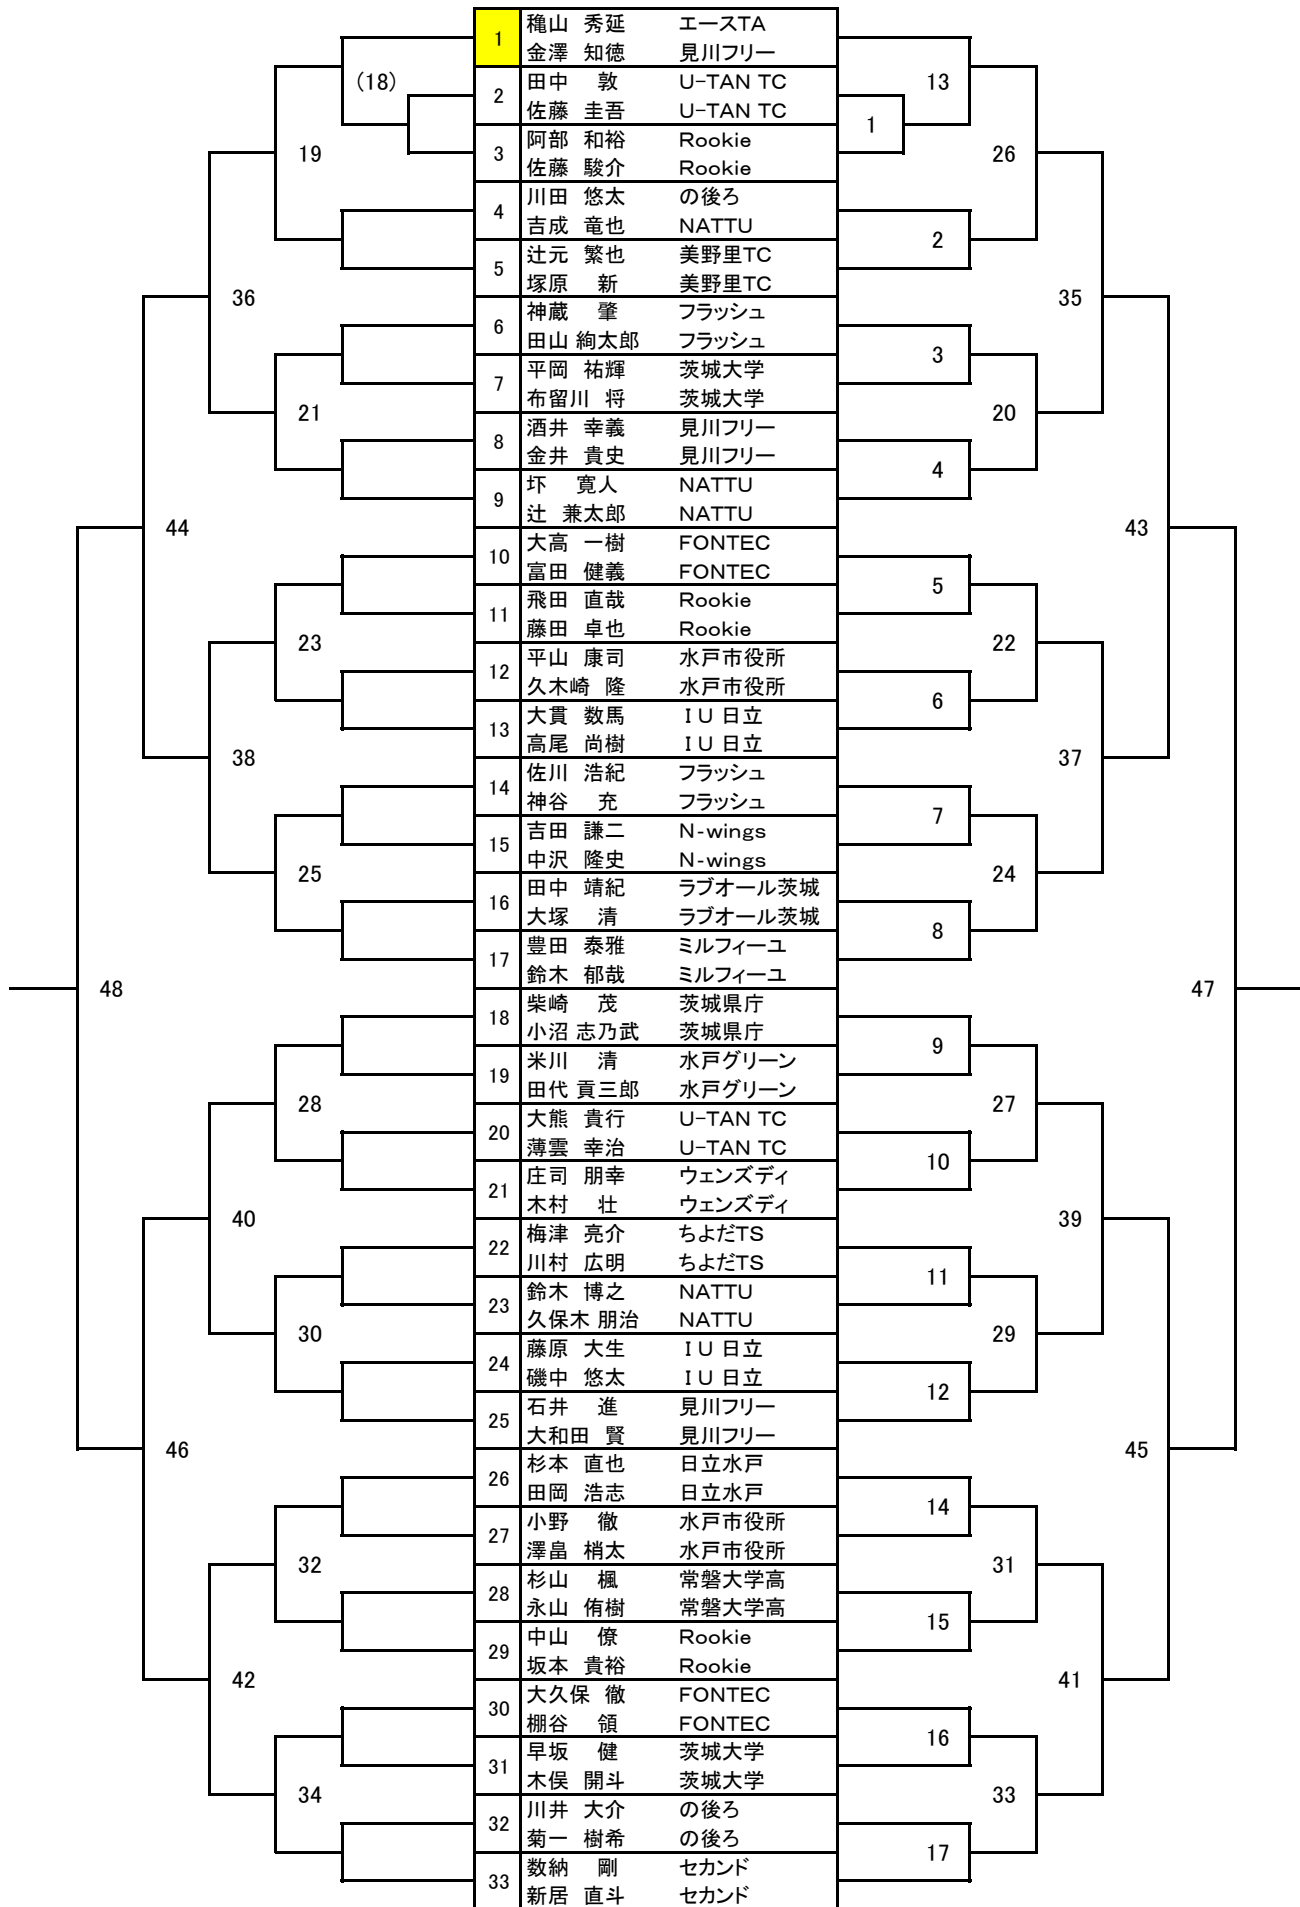 1 穐山 秀延 エースTA
金澤 知徳 見川フリー
(18) 13
2 田中 敦 U-TAN TC
佐藤 圭吾 U-TAN TC
1
3 阿部 和裕 Rookie
佐藤 駿介 Rookie
19 26
4 川田 悠太 の後ろ
吉成 竜也 NATTU
2
5 辻元 繁也 美野里TC
塚原 新 美野里TC
36 35
6 神蔵 肇 フラッシュ
田山 絢太郎 フラッシュ
3
7 平岡 祐輝 茨城大学
布留川 将 茨城大学
21 20
8 酒井 幸義 見川フリー
金井 貴史 見川フリー
4
9 圷 寛人 NATTU
辻 兼太郎 NATTU
44 43
10 大高 一樹 FONTEC
富田 健義 FONTEC
5
11 飛田 直哉 Rookie
藤田 卓也 Rookie
23 22
12 平山 康司 水戸市役所
久木崎 隆 水戸市役所
6
13 大貫 数馬 IU日立
高尾 尚樹 IU日立
38 37
14 佐川 浩紀 フラッシュ
神谷 充 フラッシュ
7
15 吉田 謙二 N-wings
中沢 隆史 N-wings
25 24
16 田中 靖紀 ラブオール茨城
大塚 清 ラブオール茨城
8
17 豊田 泰雅 ミルフィーユ
鈴木 郁哉 ミルフィーユ
48 47
18 柴崎 茂 茨城県庁
小沼 志乃武 茨城県庁
9
19 米川 清 水戸グリーン
田代 貢三郎 水戸グリーン
28 27
20 大熊 貴行 U-TAN TC
薄雲 幸治 U-TAN TC
10
21 庄司 朋幸 ウェンズディ
木村 壮 ウェンズディ
40 39
22 梅津 亮介 ちよだTS
川村 広明 ちよだTS
11
23 鈴木 博之 NATTU
久保木 朋治 NATTU
30 29
24 藤原 大生 IU日立
磯中 悠太 IU日立
12
25 石井 進 見川フリー
大和田 賢 見川フリー
46 45
26 杉本 直也 日立水戸
田岡 浩志 日立水戸
14
27 小野 徹 水戸市役所
澤畠 梢太 水戸市役所
32 31
28 杉山 楓 常磐大学高
永山 侑樹 常磐大学高
15
29 中山 僚 Rookie
坂本 貴裕 Rookie
42 41
30 大久保 徹 FONTEC
棚谷 領 FONTEC
16
31 早坂 健 茨城大学
木俣 開斗 茨城大学
34 33
32 川井 大介 の後ろ
菊一 樹希 の後ろ
17
33 数納 剛 セカンド
新居 直斗 セカンド